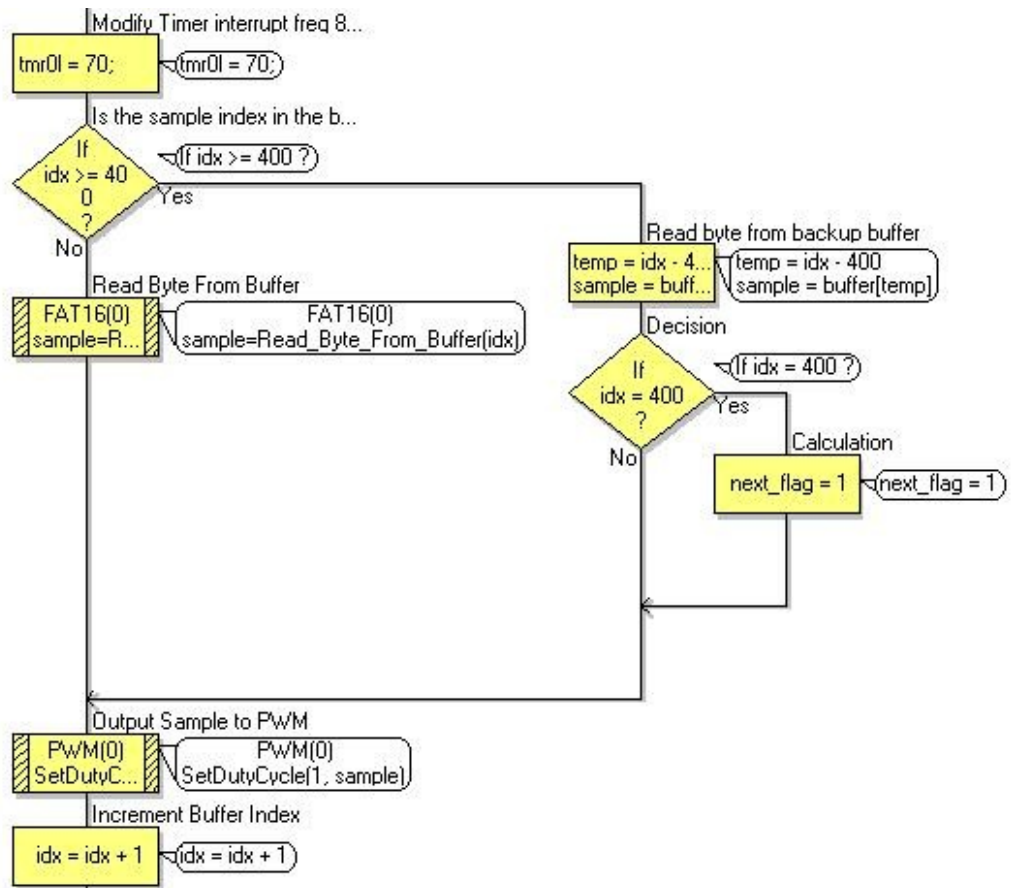 Modify Timer interrupt freq 8...
tmr0l = 70;
tmr0l = 70;
Is the sample index in the b...
If
idx >= 40
0
?
If idx >= 400 ?
Yes
No
Read byte from backup buffer
temp = idx - 4...
sample = buff...
temp = idx - 400
sample = buffer[temp]
Read Byte From Buffer
FAT16(0)
sample=R...
FAT16(0)
sample=Read_Byte_From_Buffer(idx)
Decision
If
idx = 400
?
If idx = 400 ?
Yes
No
Calculation
next_flag = 1
next_flag = 1
Output Sample to PWM
PWM(0)
SetDutyC...
PWM(0)
SetDutyCycle(1, sample)
Increment Buffer Index
idx = idx + 1
idx = idx + 1